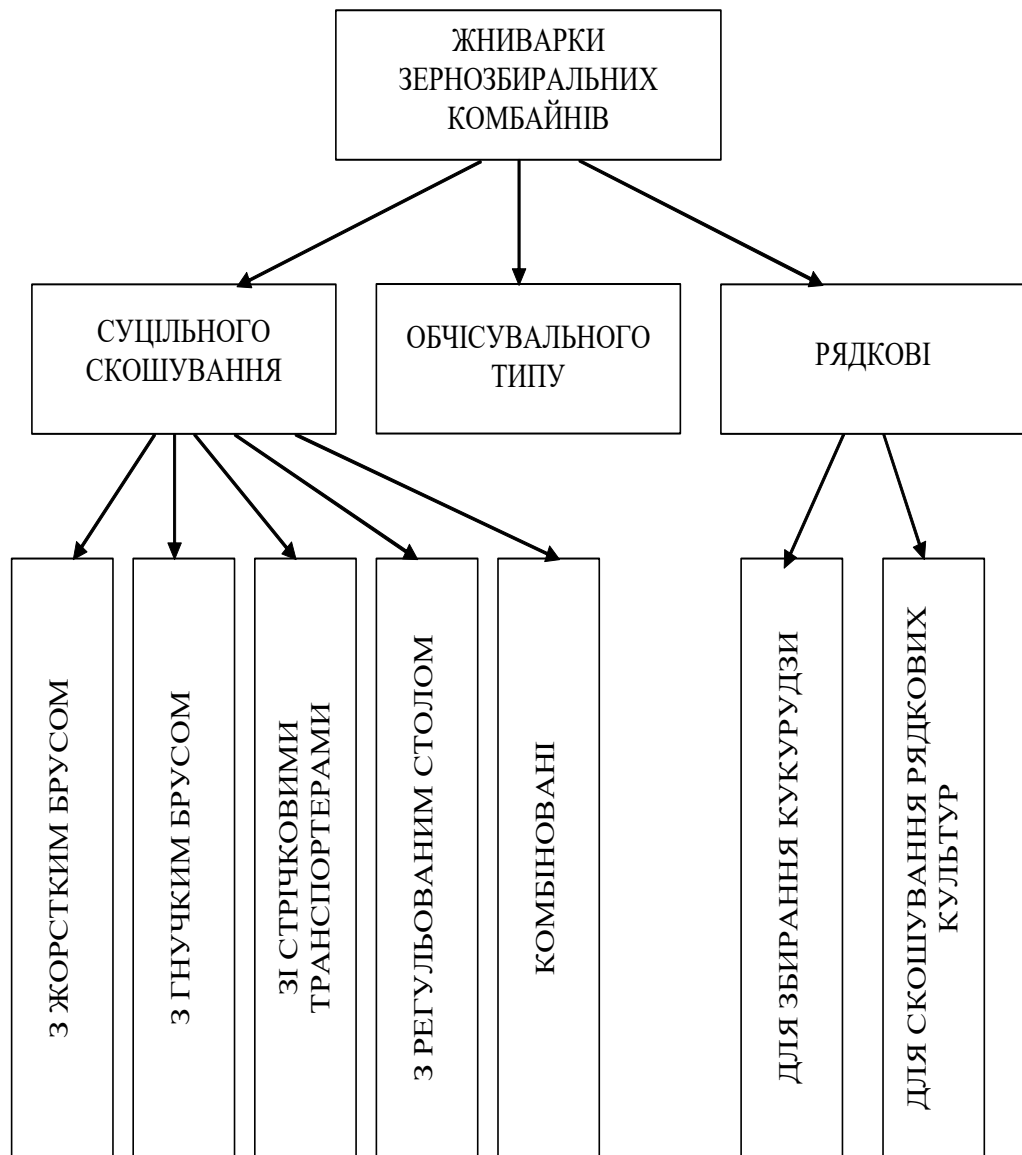 ЖНИВАРКИ
ЗЕРНОЗБИРАЛЬНИХ
КОМБАЙНІВ
СУЦІЛЬНОГО
СКОШУВАННЯ
ОБЧІСУВАЛЬНОГО
ТИПУ
РЯДКОВІ
З ЖОРСТКИМ БРУСОМ
З ГНУЧКИМ БРУСОМ
ЗІ СТРІЧКОВИМИ
ТРАНСПОРТЕРАМИ
З РЕГУЛЬОВАНИМ СТОЛОМ
КОМБІНОВАНІ
ДЛЯ ЗБИРАННЯ КУКУРУДЗИ
ДЛЯ СКОШУВАННЯ РЯДКОВИХ
КУЛЬТУР